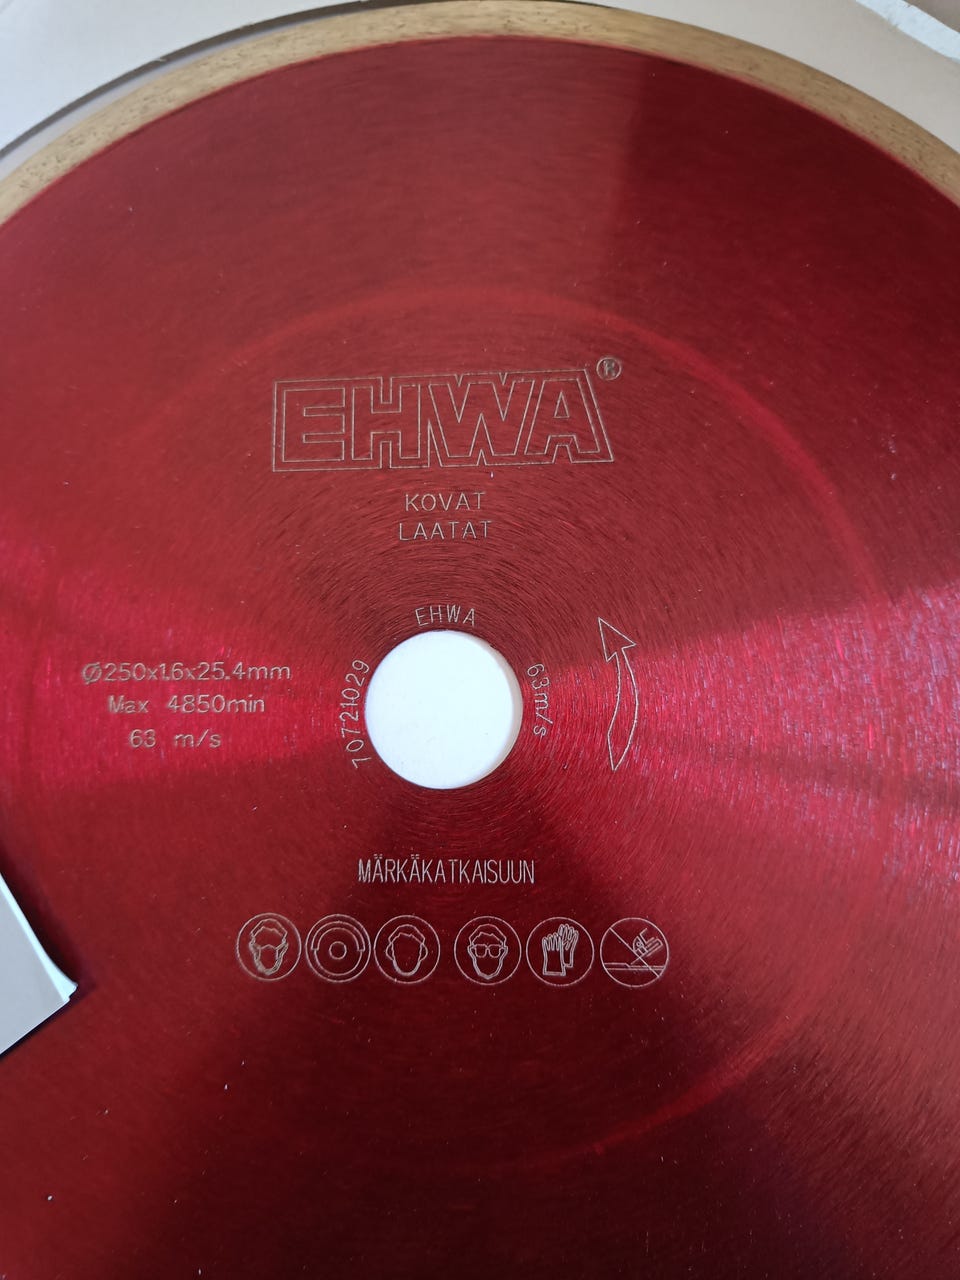 EHWA®
KOVAT
LAATAT
EHWA
Ø250x1.6x25.4mm
Max 4850min
63 m/s
10721029
63m/s
MÄRKÄKATKAISUUN